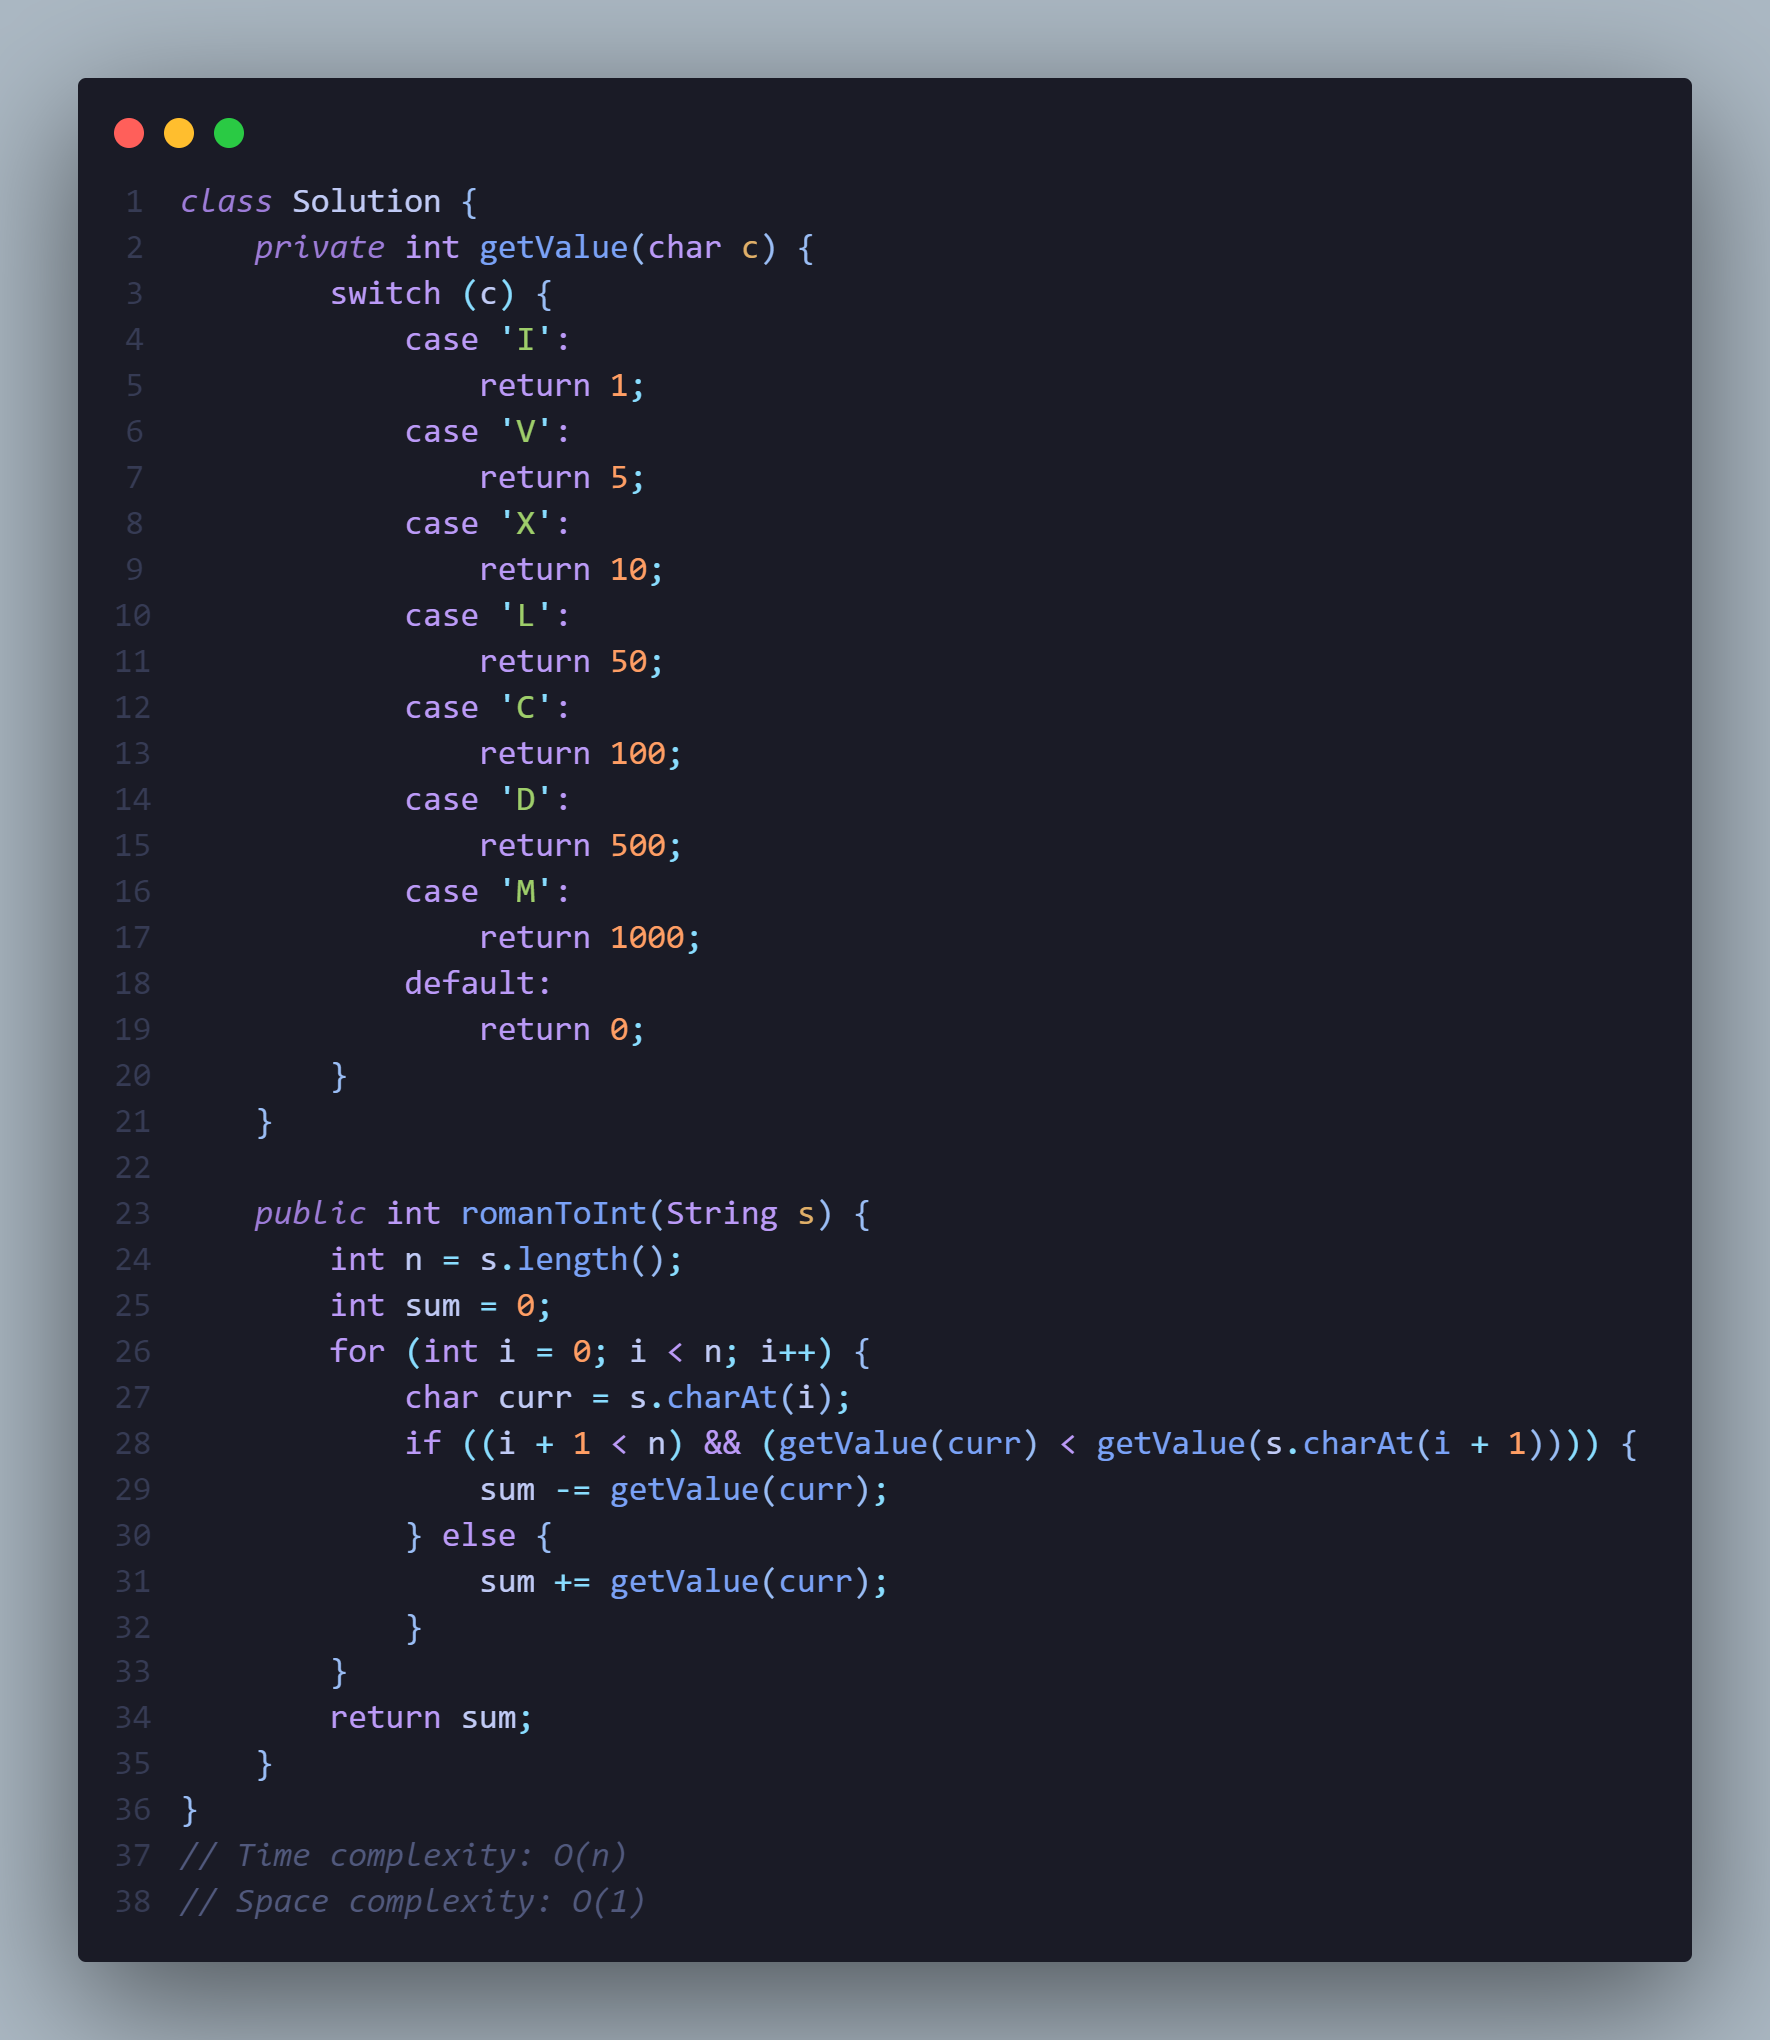 1 class Solution {
2     private int getValue(char c) {
3         switch (c) {
4             case 'I':
5                 return 1;
6             case 'V':
7                 return 5;
8             case 'X':
9                 return 10;
10             case 'L':
11                 return 50;
12             case 'C':
13                 return 100;
14             case 'D':
15                 return 500;
16             case 'M':
17                 return 1000;
18             default:
19                 return 0;
20         }
21     }
22
23     public int romanToInt(String s) {
24         int n = s.length();
25         int sum = 0;
26         for (int i = 0; i < n; i++) {
27             char curr = s.charAt(i);
28             if ((i + 1 < n) && (getValue(curr) < getValue(s.charAt(i + 1)))) {
29                 sum -= getValue(curr);
30             } else {
31                 sum += getValue(curr);
32             }
33         }
34         return sum;
35     }
36 }
37 // Time complexity: O(n)
38 // Space complexity: O(1)